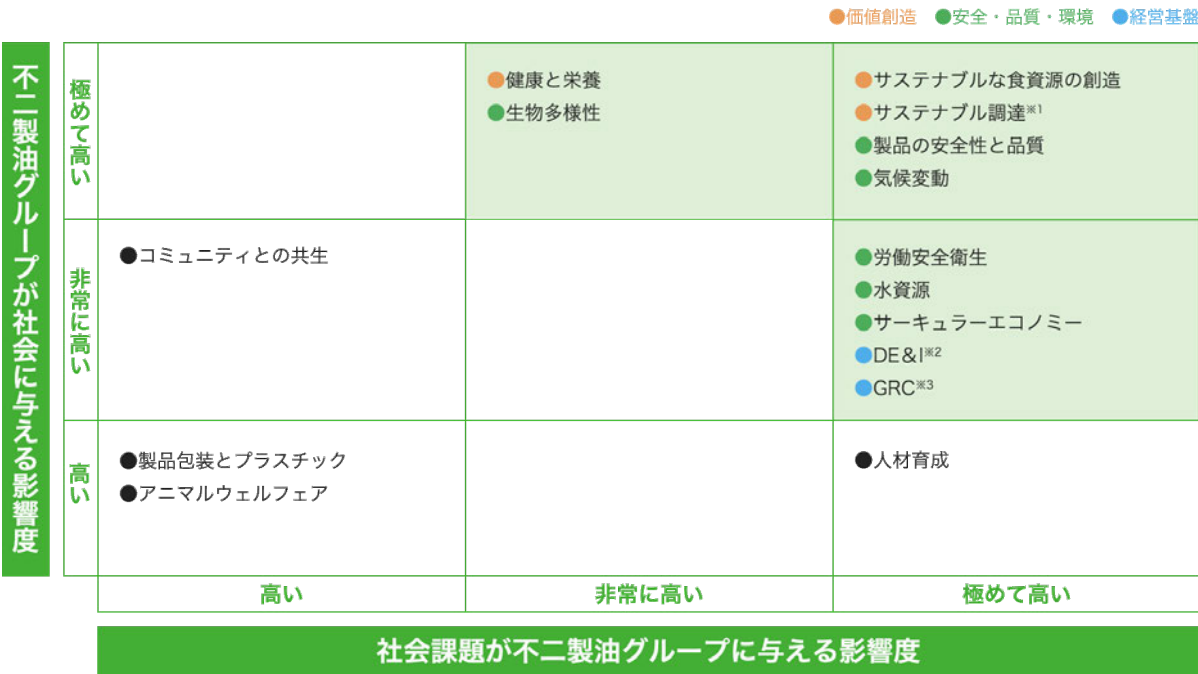 ●価値創造 ●安全・品質・環境 ●経営基盤
不二製油グループが社会に与える影響度
極めて高い
●健康と栄養
●生物多様性
●サステナブルな食資源の創造
●サステナブル調達※1
●製品の安全性と品質
●気候変動
非常に高い
●コミュニティとの共生
●労働安全衛生
●水資源
●サーキュラーエコノミー
●DE&I※2
●GRC※3
高い
●製品包装とプラスチック
●アニマルウェルフェア
●人材育成
高い 非常に高い 極めて高い
社会課題が不二製油グループに与える影響度